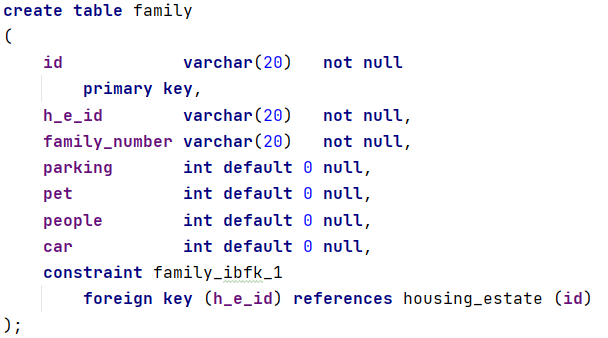 create table family
(
    id            varchar(20)   not null
        primary key,
    h_e_id        varchar(20)   not null,
    family_number varchar(20)   not null,
    parking       int default 0 null,
    pet           int default 0 null,
    people        int default 0 null,
    car           int default 0 null,
    constraint family_ibfk_1
        foreign key (h_e_id) references housing_estate (id)
);